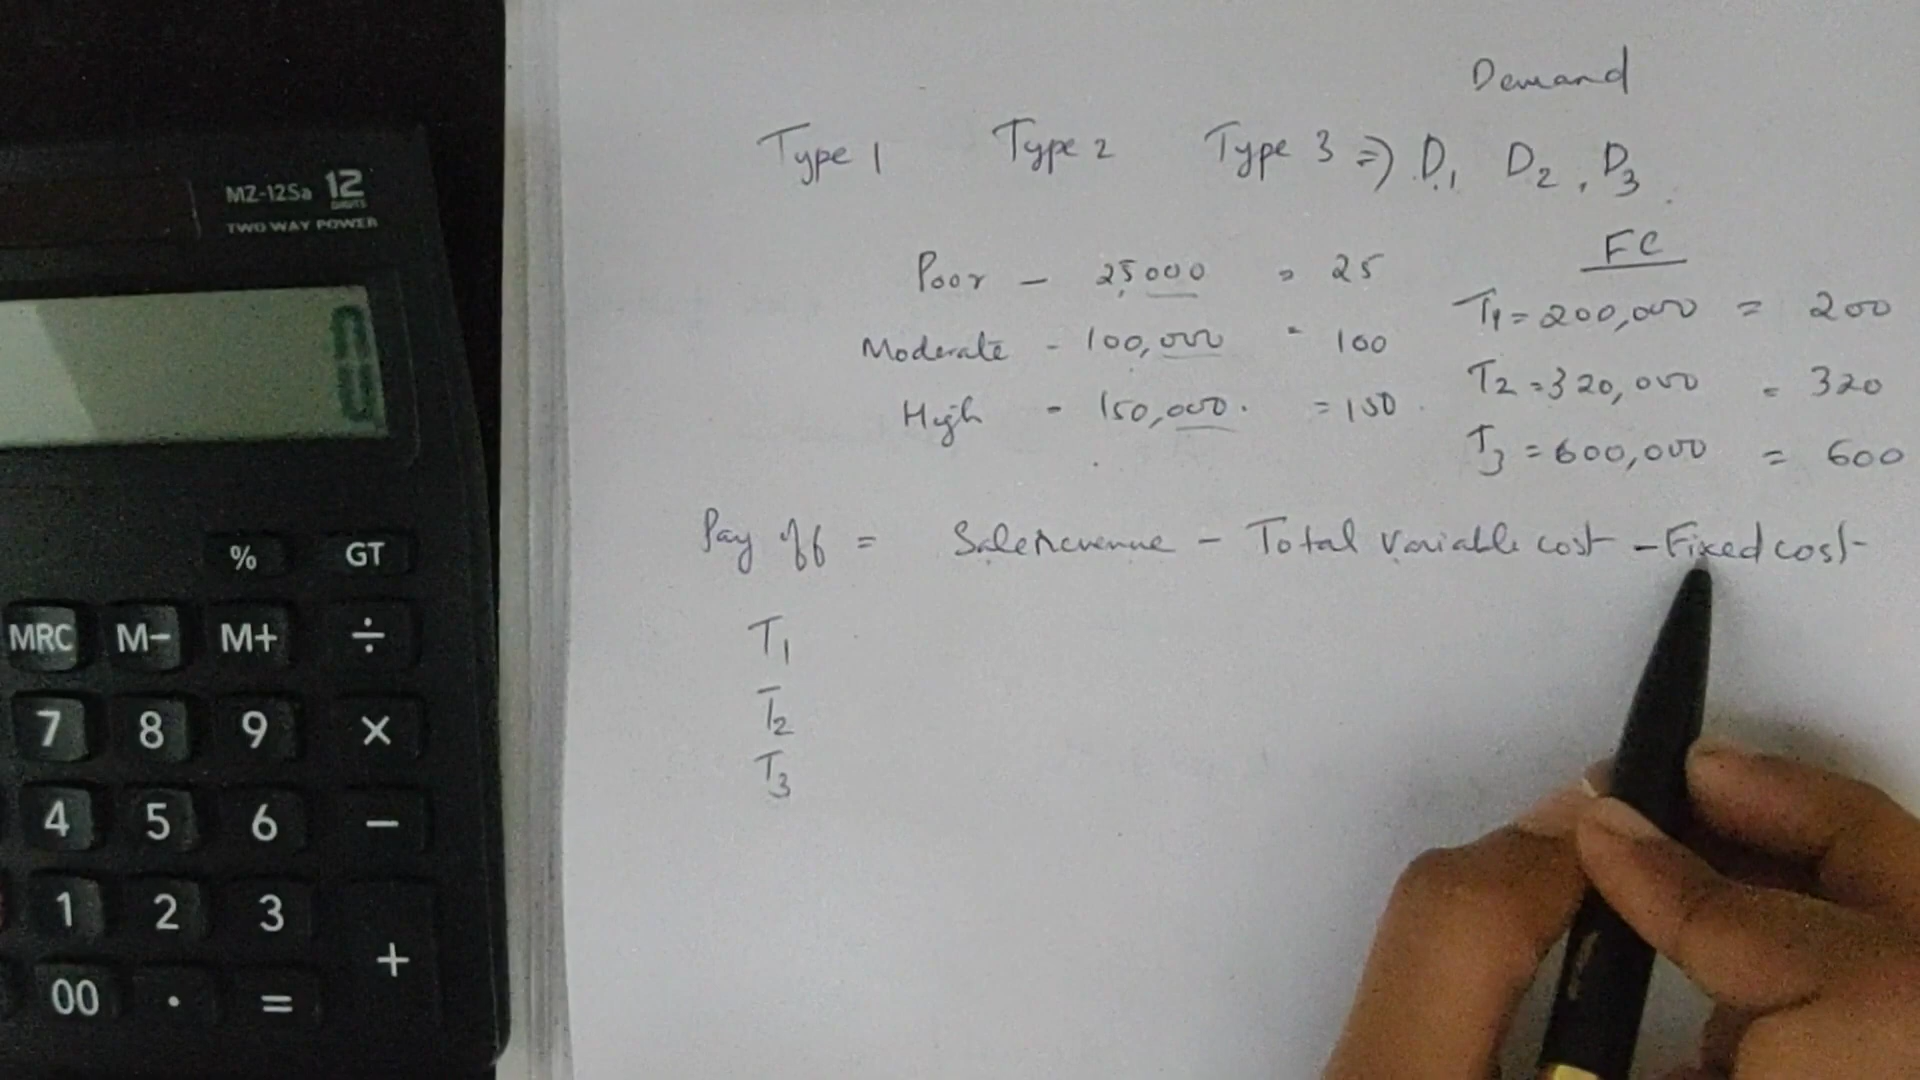 MZ-12Sa 12
DIGITS
TWO WAY POWER
0
% GT
MRC M− M+ ÷
7 8 9 ×
4 5 6 −
1 2 3
+
00 . =
Demand
Type 1 Type 2 Type 3 ⇒) D1 D2, D3
FC
Poor – 25000 = 25
T1 = 200,000 = 200
Moderate - 100,000 = 100
T2 = 320,000 = 320
High - 150,000. = 150
T3 = 600,000 = 600
Pay off = Sale Revenue - Total variable cost - Fixed cost
T1
T2
T3